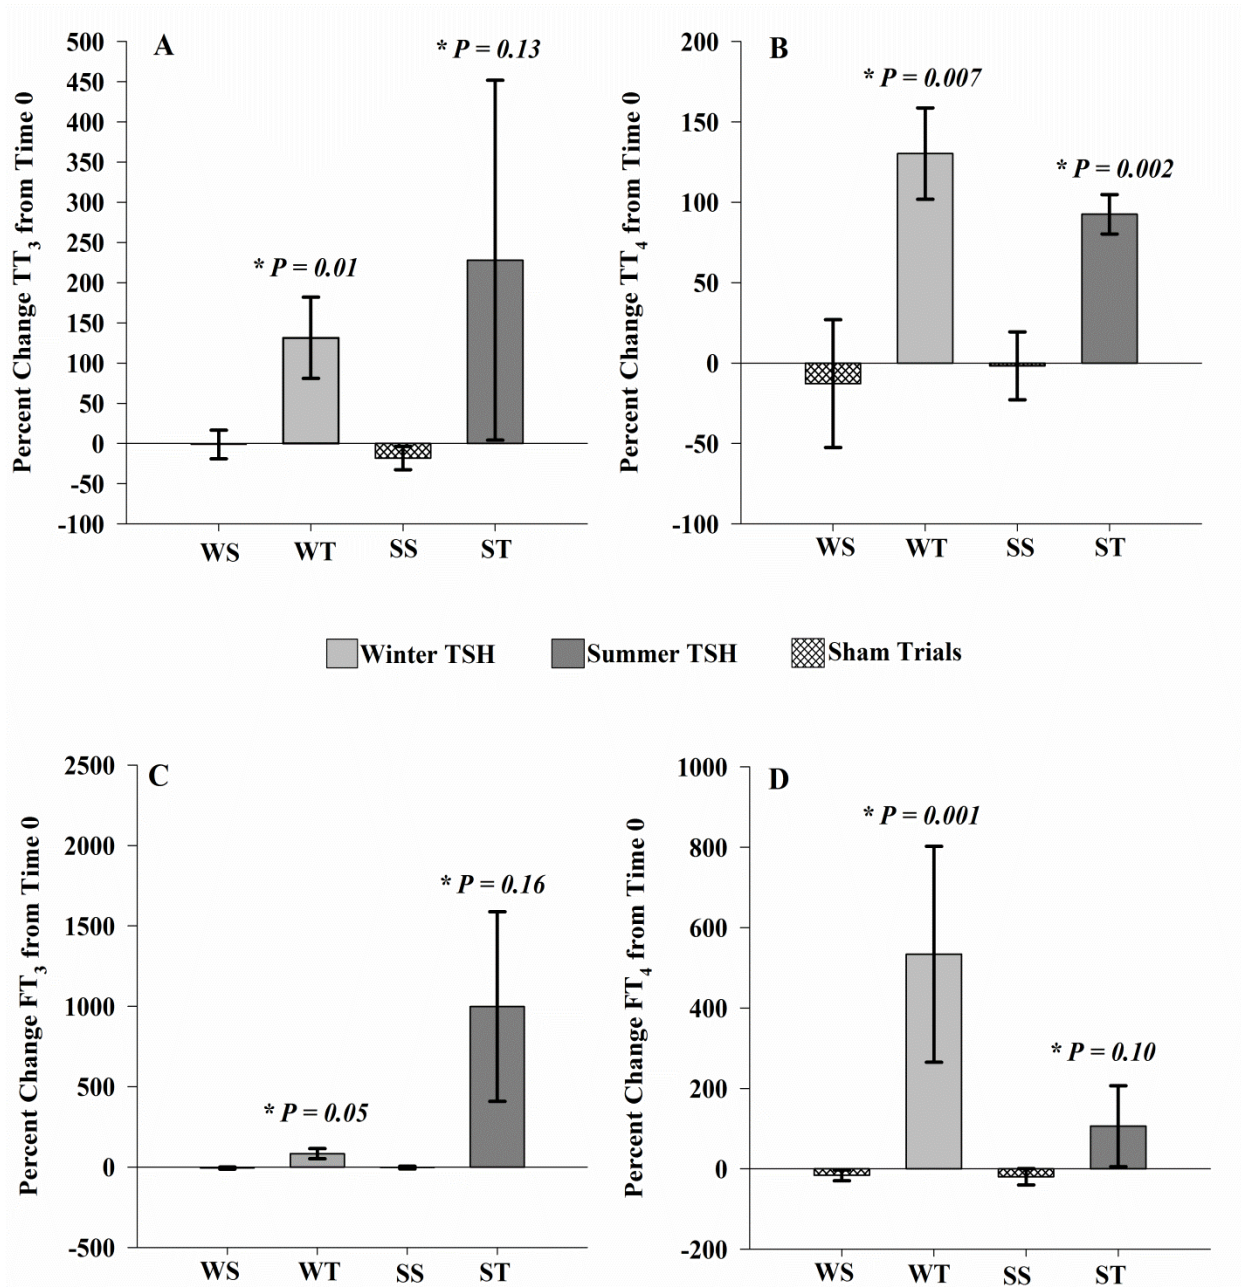 A
* P = 0.13
* P = 0.01
Percent Change TT3 from Time 0
500
450
400
350
300
250
200
150
100
50
0
-50
-100
WS WT SS ST
B
* P = 0.007
* P = 0.002
Percent Change TT4 from Time 0
200
150
100
50
0
-50
-100
WS WT SS ST
Winter TSH Summer TSH Sham Trials
C
* P = 0.16
* P = 0.05
Percent Change FT3 from Time 0
2500
2000
1500
1000
500
0
-500
WS WT SS ST
D
* P = 0.001
* P = 0.10
Percent Change FT4 from Time 0
1000
800
600
400
200
0
-200
WS WT SS ST